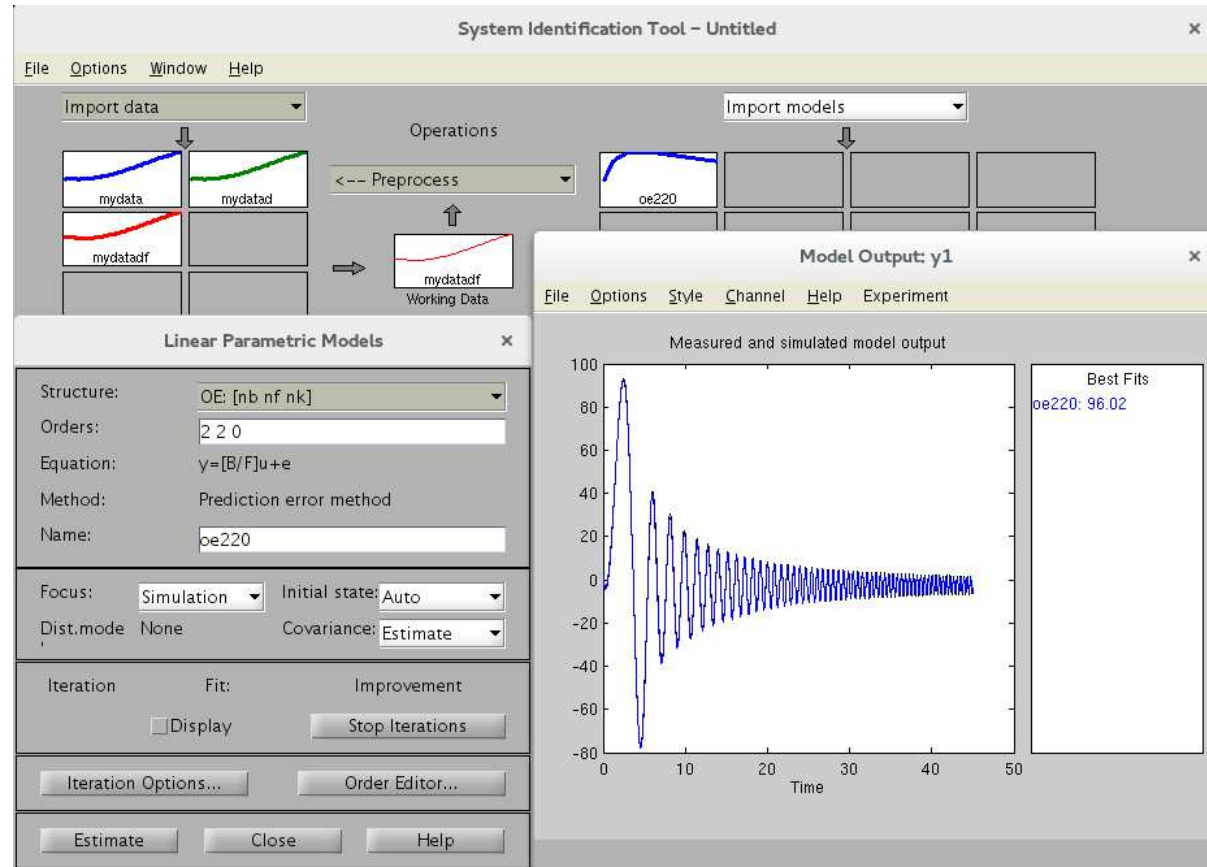 System Identification Tool - Untitled ×
File Options Window Help
Import data
Operations
Import models
<-- Preprocess
mydata
mydatad
mydatadf
mydatadf
Working Data
oe220
Linear Parametric Models ×
Structure: OE: [nb nf nk]
Orders: 2 2 0
Equation: y=[B/F]u+e
Method: Prediction error method
Name: oe220
Focus: Simulation Initial state: Auto
Dist.mode None Covariance: Estimate
Iteration Fit: Improvement
Display Stop Iterations
Iteration Options... Order Editor...
Estimate Close Help
Model Output: y1 ×
File Options Style Channel Help Experiment
Measured and simulated model output
100
80
60
40
20
0
-20
-40
-60
-80
0 10 20 30 40 50
Time
Best Fits
oe220: 96.02